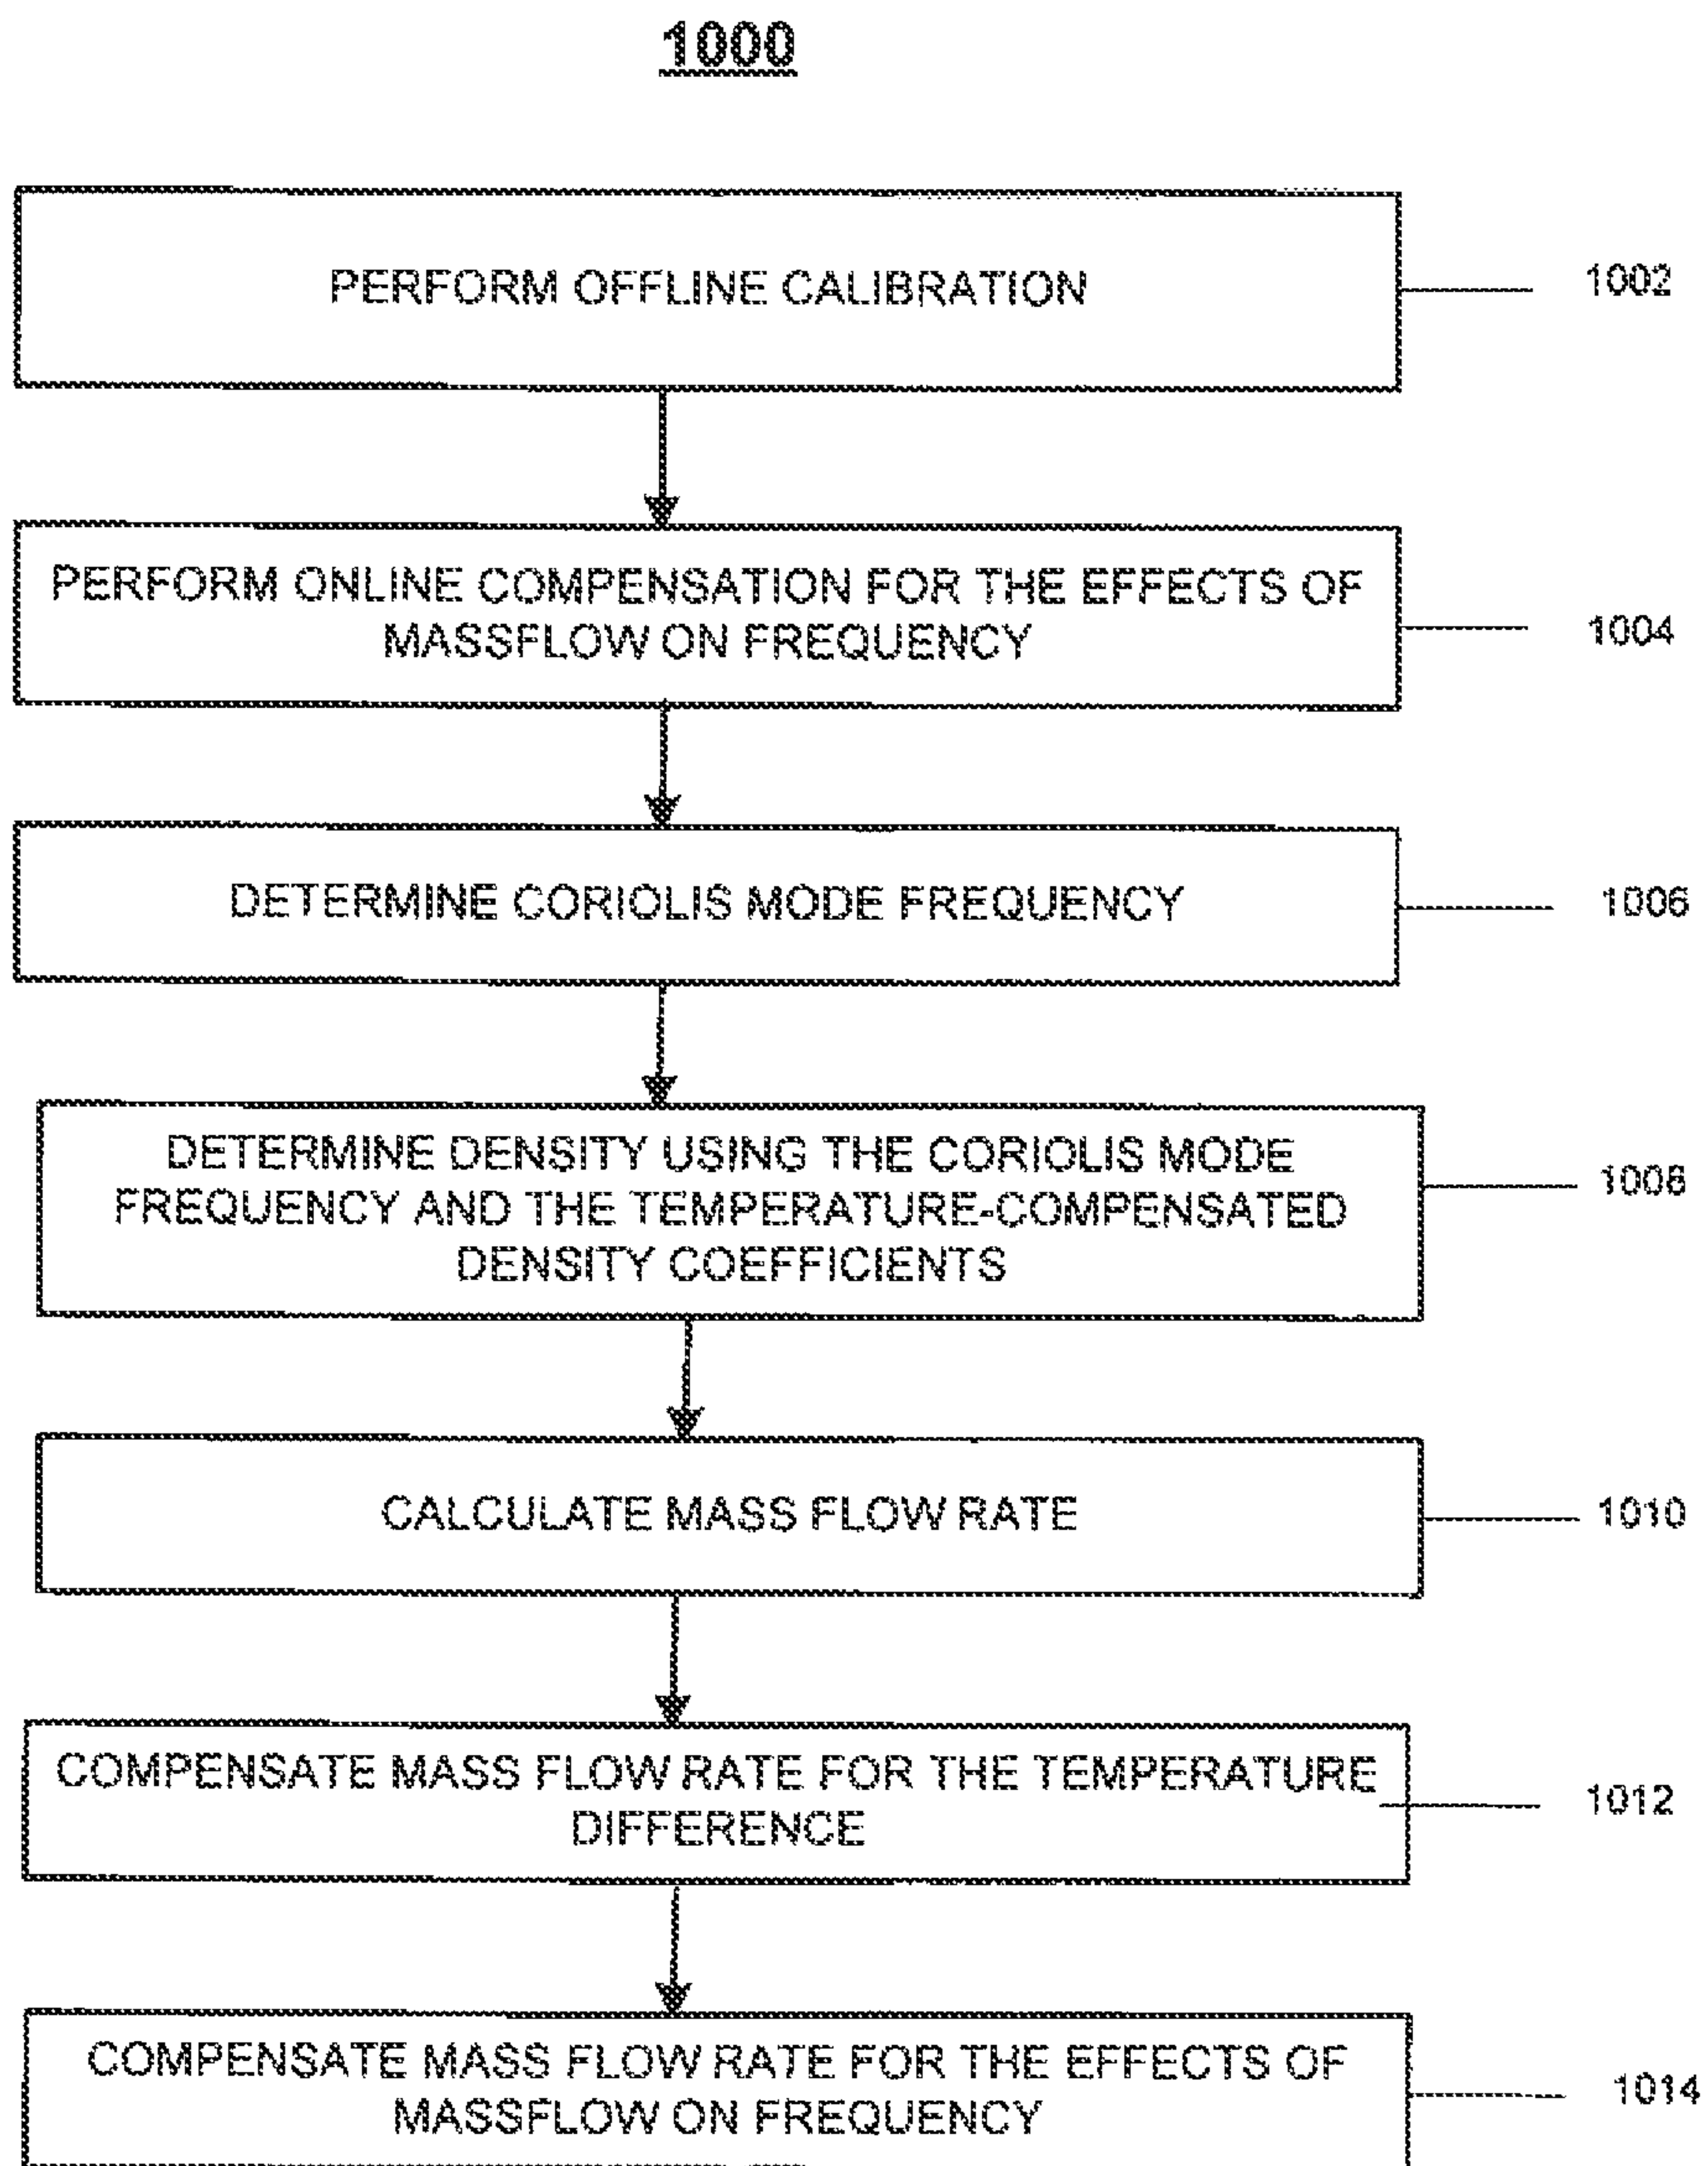 1000
PERFORM OFFLINE CALIBRATION
1002
PERFORM ONLINE COMPENSATION FOR THE EFFECTS OF
MASSFLOW ON FREQUENCY
1004
DETERMINE CORIOLIS MODE FREQUENCY
1006
DETERMINE DENSITY USING THE CORIOLIS MODE
FREQUENCY AND THE TEMPERATURE-COMPENSATED
DENSITY COEFFICIENTS
1008
CALCULATE MASS FLOW RATE
1010
COMPENSATE MASS FLOW RATE FOR THE TEMPERATURE
DIFFERENCE
1012
COMPENSATE MASS FLOW RATE FOR THE EFFECTS OF
MASSFLOW ON FREQUENCY
1014